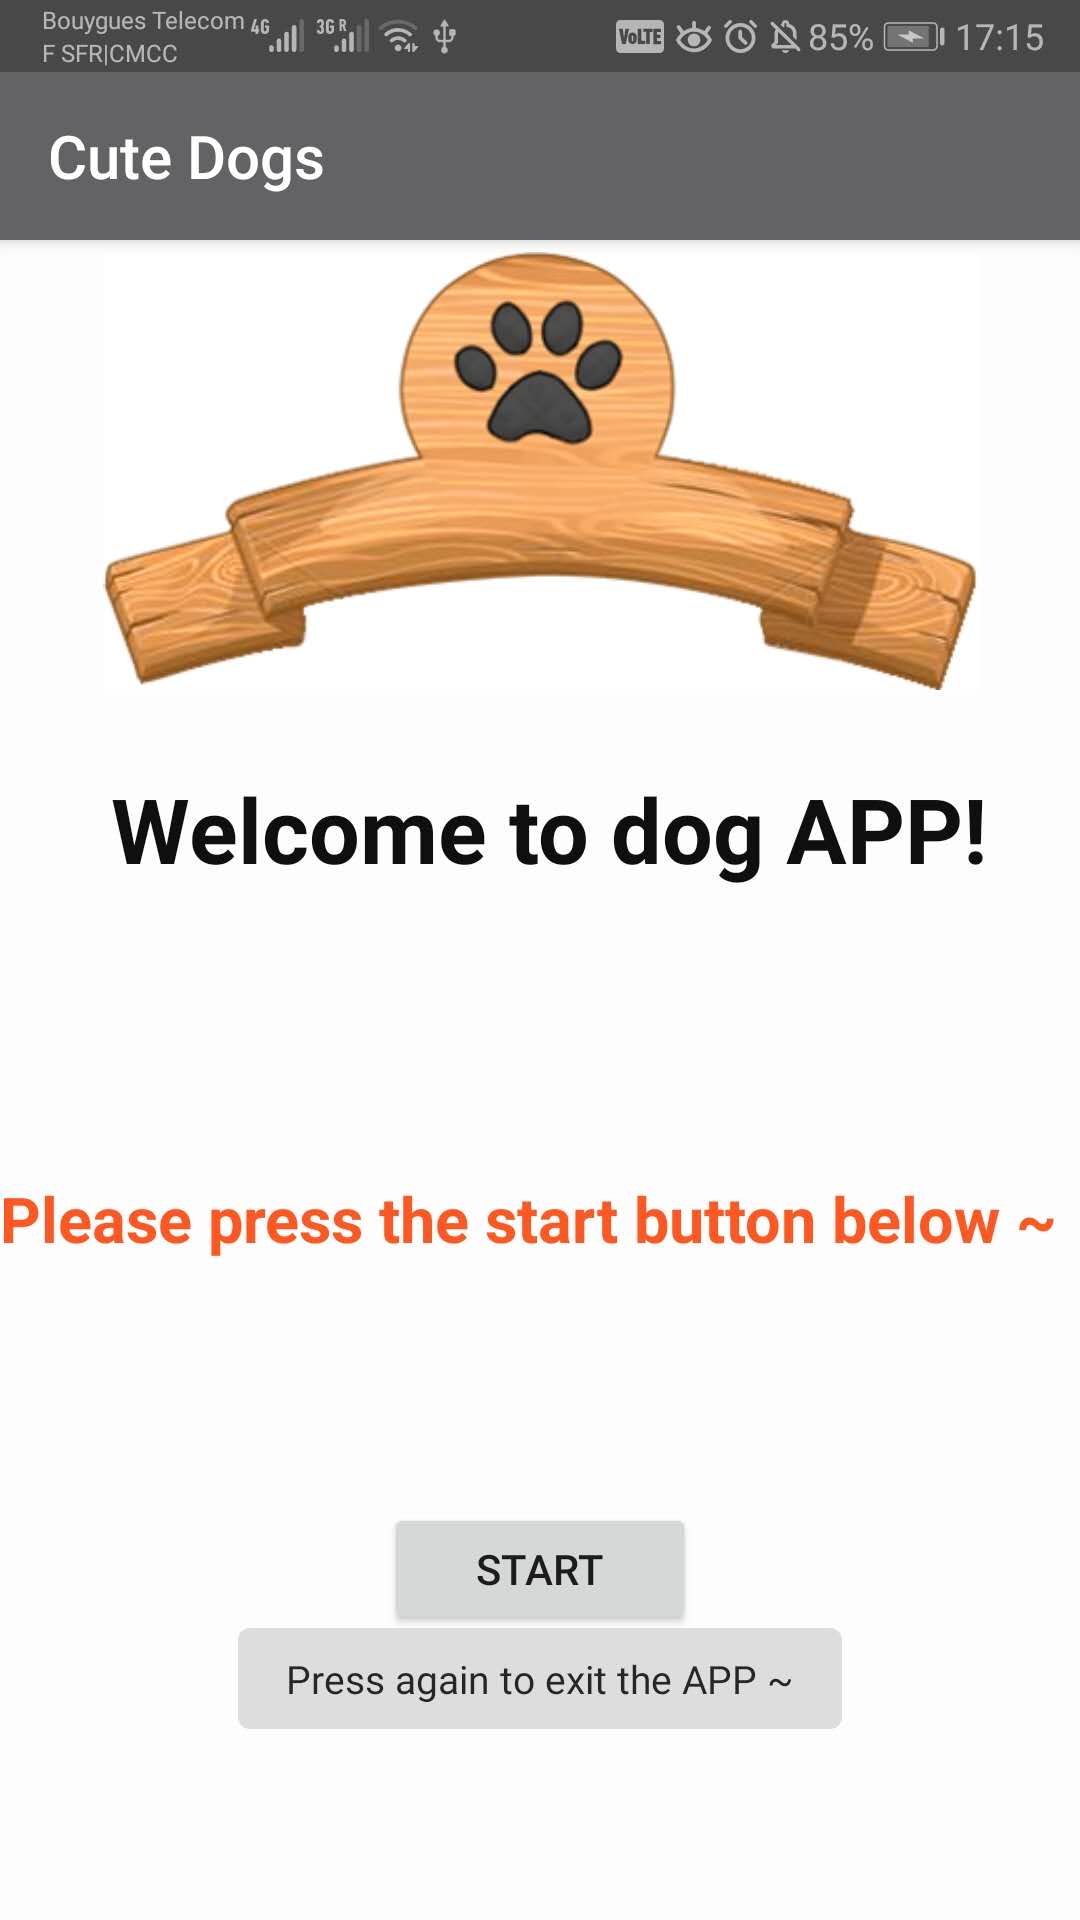 Bouygues Telecom 4G 3G R VoLTE 85% 17:15
F SFR|CMCC
Cute Dogs
Welcome to dog APP!
Please press the start button below ~
START
Press again to exit the APP ~